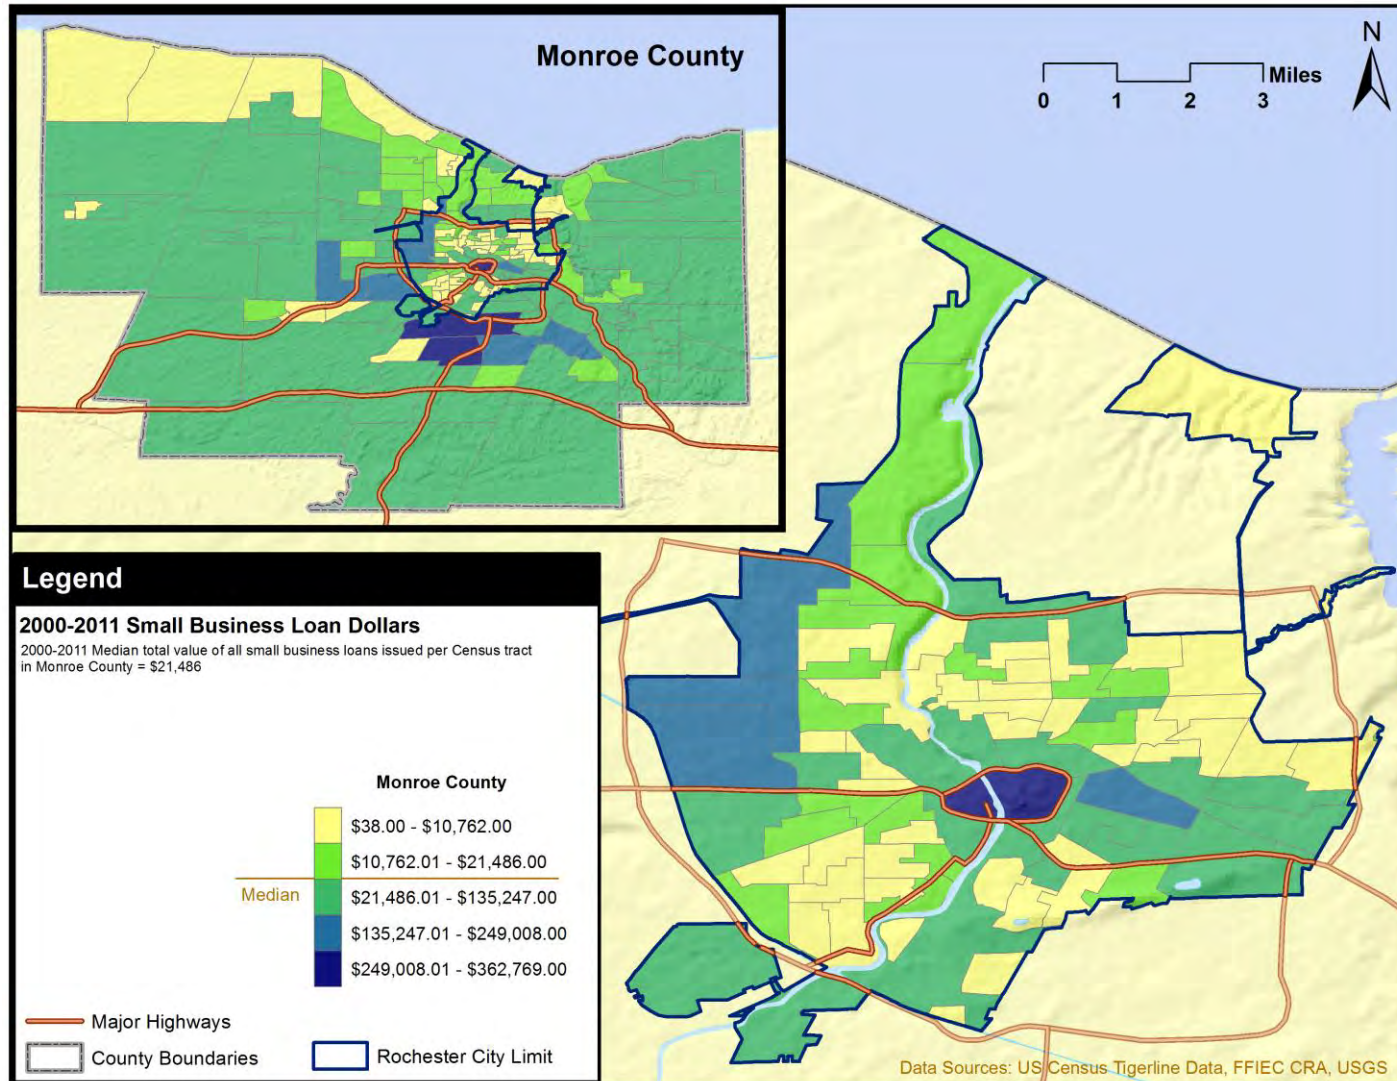 Monroe County
N
Miles
0 1 2 3
Legend
2000-2011 Small Business Loan Dollars
2000-2011 Median total value of all small business loans issued per Census tract
in Monroe County = $21,486
Monroe County
$38.00 - $10,762.00
$10,762.01 - $21,486.00
Median
$21,486.01 - $135,247.00
$135,247.01 - $249,008.00
$249,008.01 - $362,769.00
Major Highways
County Boundaries
Rochester City Limit
Data Sources: US Census Tigerline Data, FFIEC CRA, USGS